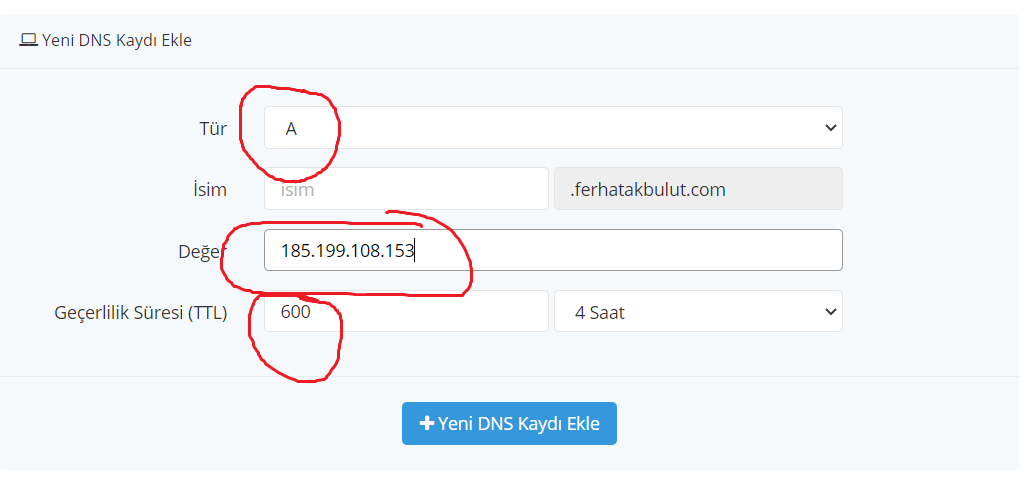 Yeni DNS Kaydı Ekle
Tür A
İsim isim .ferhatakbulut.com
Değer 185.199.108.153
Geçerlilik Süresi (TTL) 600 4 Saat
Yeni DNS Kaydı Ekle